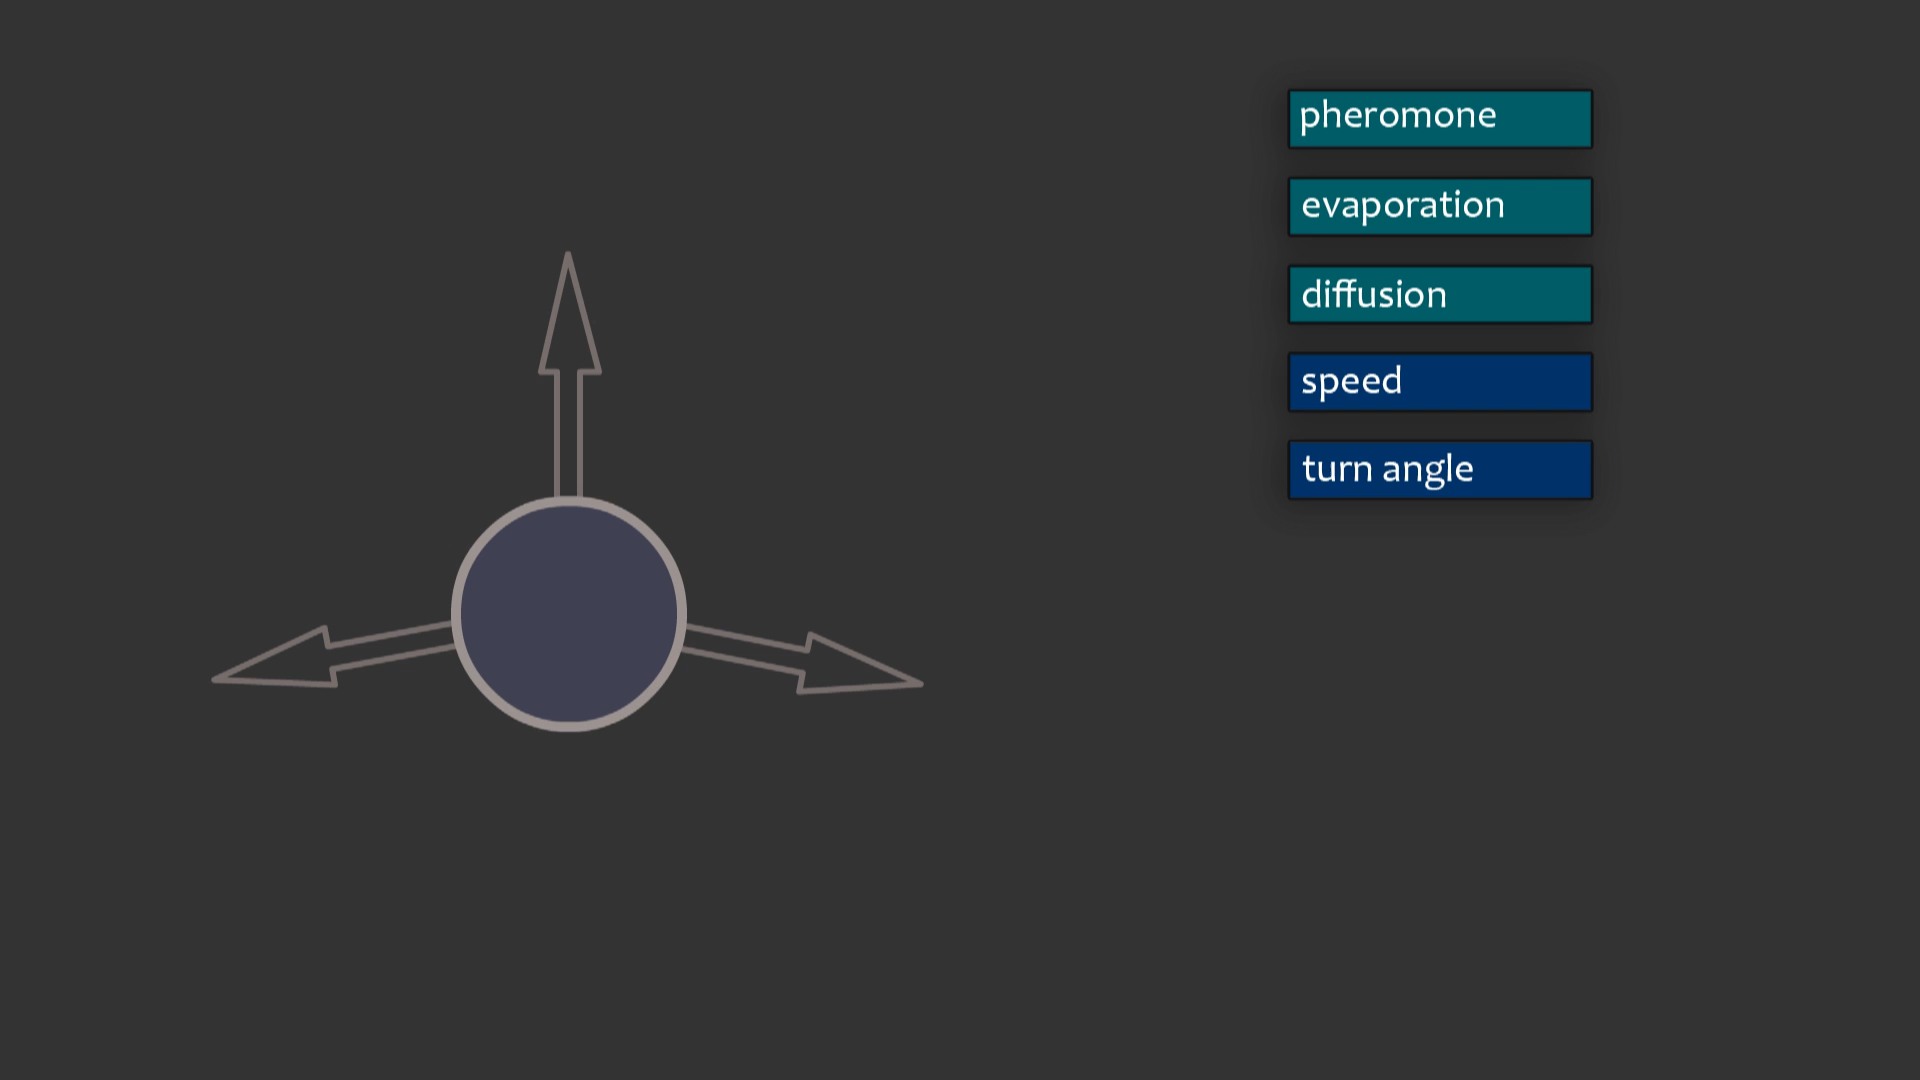 pheromone
evaporation
diffusion
speed
turn angle